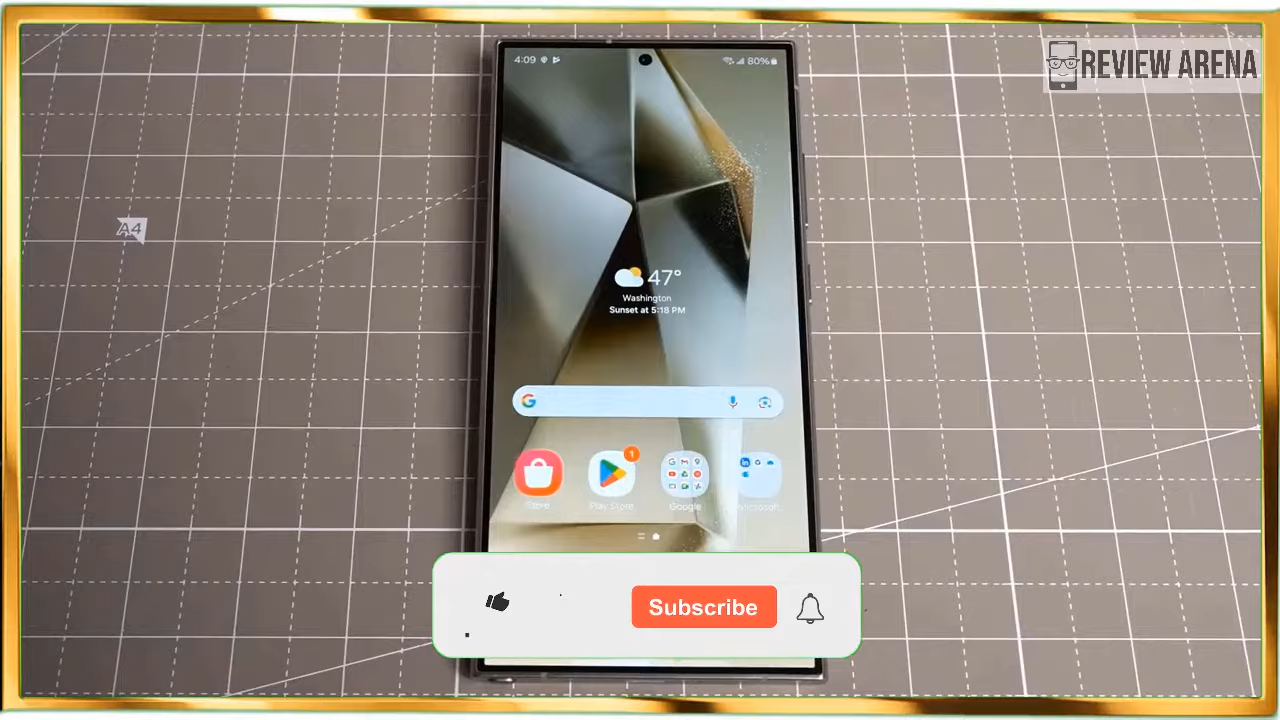 REVIEW ARENA
4:09
80%
A4
47°
Washington
Sunset at 5:18 PM
G
1
Store
Play Store
Google
Microsoft
Subscribe